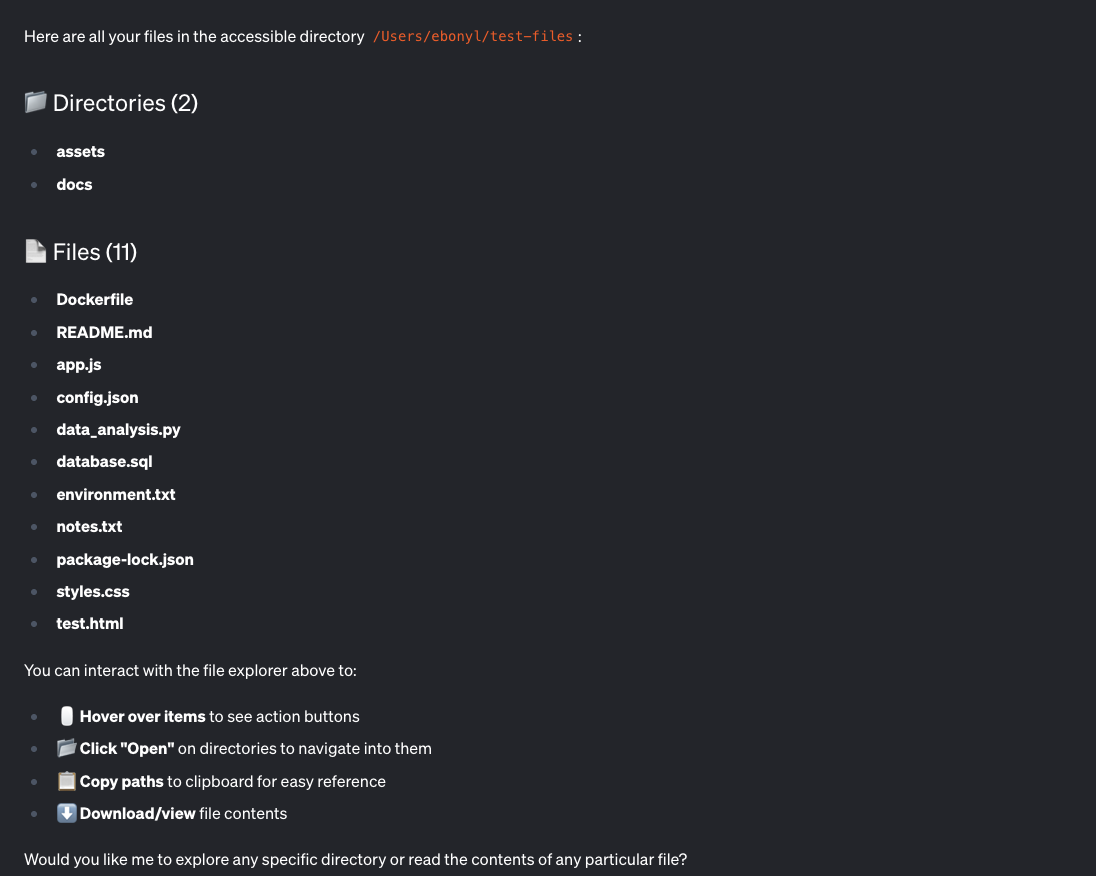 Here are all your files in the accessible directory /Users/ebonyl/test-files :
Directories (2)
assets
docs
Files (11)
Dockerfile
README.md
app.js
config.json
data_analysis.py
database.sql
environment.txt
notes.txt
package-lock.json
styles.css
test.html
You can interact with the file explorer above to:
Hover over items to see action buttons
Click "Open" on directories to navigate into them
Copy paths to clipboard for easy reference
Download/view file contents
Would you like me to explore any specific directory or read the contents of any particular file?